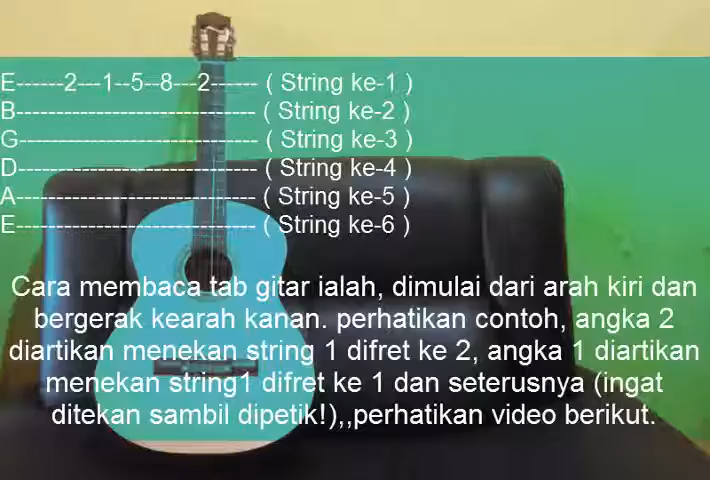 E------2---1--5--8---2------ ( String ke-1 )
B------------------------------ ( String ke-2 )
G------------------------------ ( String ke-3 )
D------------------------------ ( String ke-4 )
A------------------------------ ( String ke-5 )
E------------------------------ ( String ke-6 )
Cara membaca tab gitar ialah, dimulai dari arah kiri dan
bergerak kearah kanan. perhatikan contoh, angka 2
diartikan menekan string 1 difret ke 2, angka 1 diartikan
menekan string1 difret ke 1 dan seterusnya (ingat
ditekan sambil dipetik!),,perhatikan video berikut.